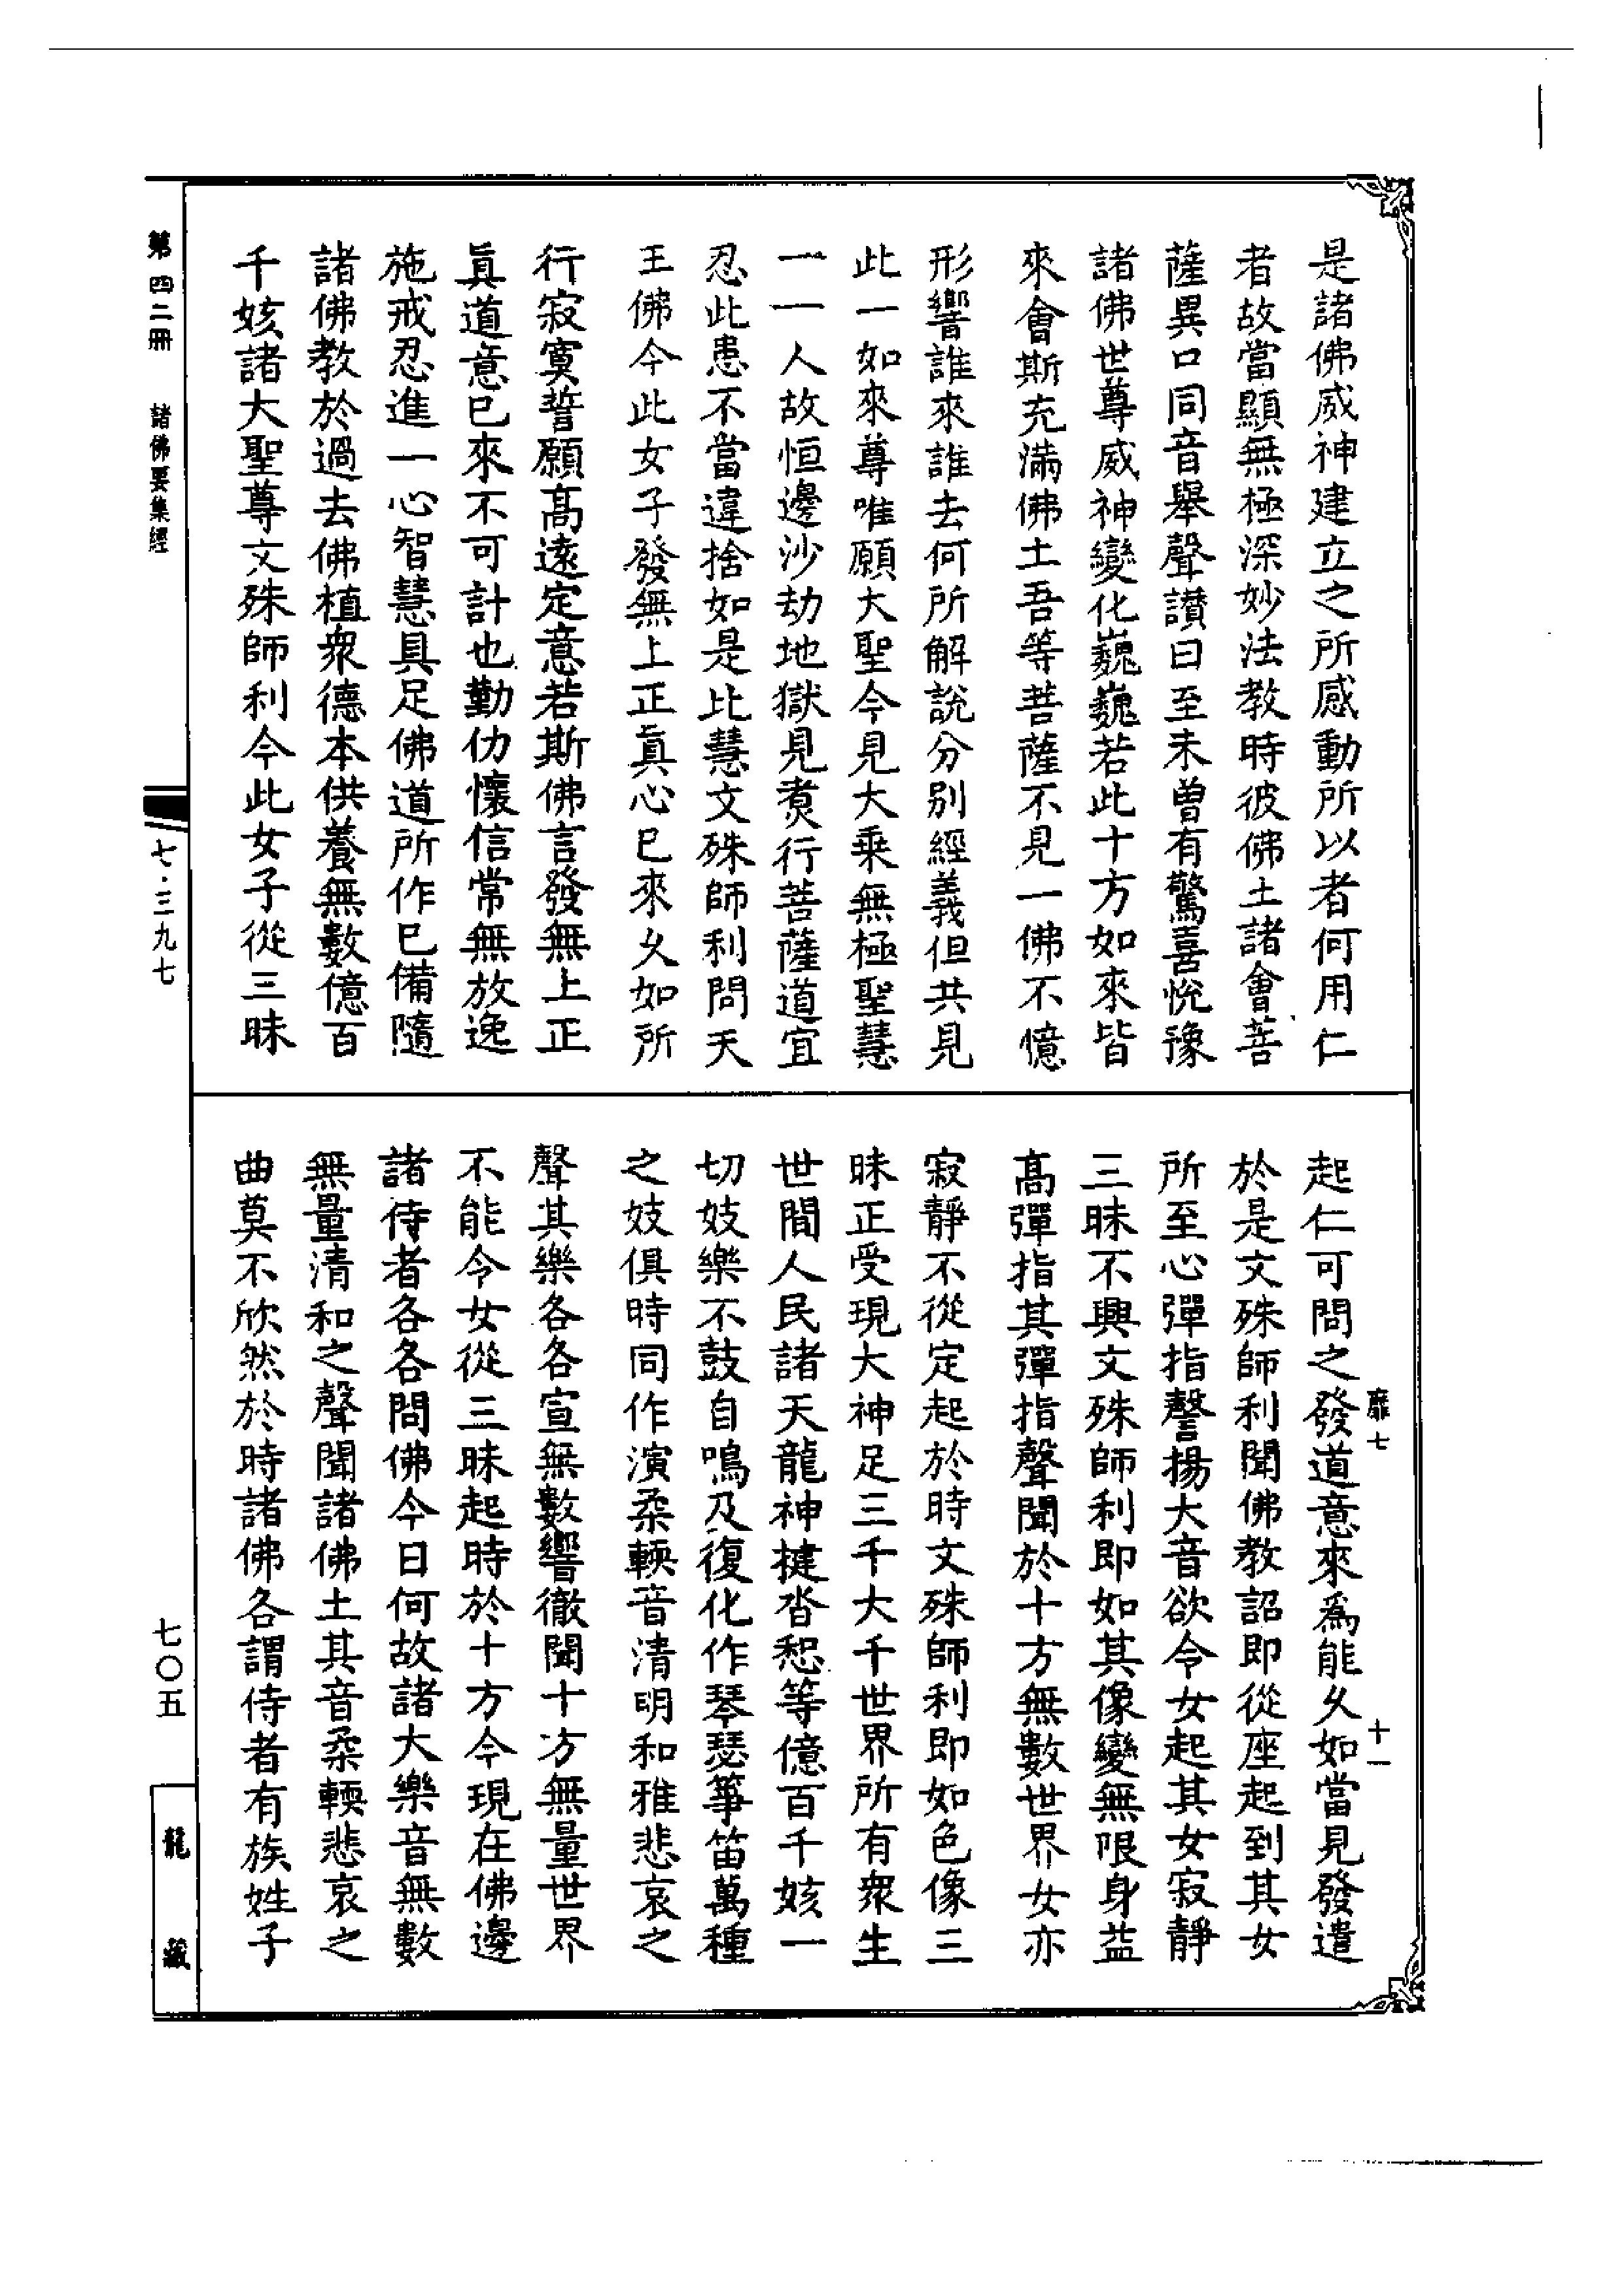 是諸佛威神建立之所感動所以者何用仁
者故當顯無極深妙法教時彼佛土諸會菩
薩異口同音舉聲讚曰至未曾有驚喜悅豫
諸佛世尊威神變化巍巍若此十方如來皆
來會斯充滿佛土吾等菩薩不見一佛不憶
形響誰來誰去何所解說分別經義但共見
此一如來尊唯願大聖今見大乘無極聖慧
一一人故恒邊沙劫地獄見煑行菩薩道宜
忍此患不當違捨如是比慧文殊師利問天
王佛今此女子發無上正真心已來久如所
行寂寞誓願高遠定意若斯佛言發無上正
真道意已來不可計也勤仂懷信常無放逸
施戒忍進一心智慧具足佛道所作已備隨
諸佛教於過去佛植衆德本供養無數億百
千姟諸大聖尊文殊師利今此女子從三昧
靡七
十一
起仁可問之發道意來爲能久如當見發遣
於是文殊師利聞佛教詔即從座起到其女
所至心彈指謦揚大音欲令女起其女寂靜
三昧不興文殊師利即如其像變無限身益
高彈指其彈指聲聞於十方無數世界女亦
寂靜不從定起於時文殊師利即如色像三
昧正受現大神足三千大千世界所有衆生
世間人民諸天龍神揵沓惒等億百千姟一
切妓樂不鼓自鳴及復化作琴瑟箏笛萬種
之妓俱時同作演柔輭音清明和雅悲哀之
聲其樂各各宣無數響徹聞十方無量世界
不能令女從三昧起時於十方今現在佛邊
諸侍者各各問佛今日何故諸大樂音無數
無量清和之聲聞諸佛土其音柔輭悲哀之
曲莫不欣然於時諸佛各謂侍者有族姓子
第四二冊
諸佛要集經
七·三九七
七〇五
龍藏